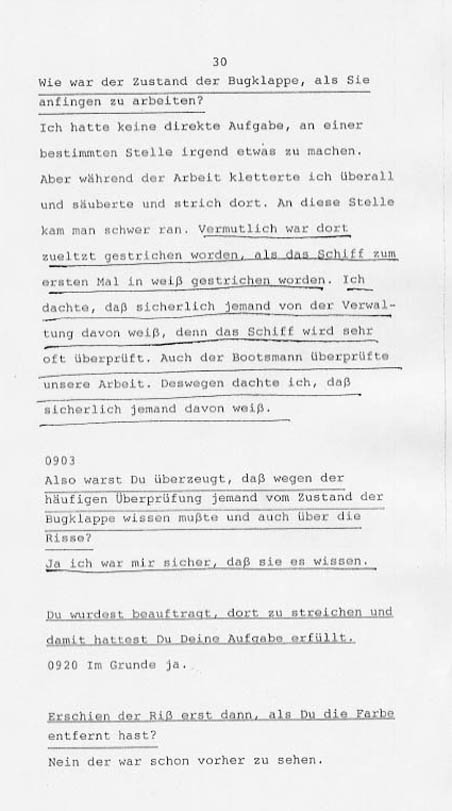 30
Wie war der Zustand der Bugklappe, als Sie
anfingen zu arbeiten?
Ich hatte keine direkte Aufgabe, an einer
bestimmten Stelle irgend etwas zu machen.
Aber während der Arbeit kletterte ich überall
und säuberte und strich dort. An diese Stelle
kam man schwer ran. Vermutlich war dort
zueltzt gestrichen worden, als das Schiff zum
ersten Mal in weiß gestrichen worden. Ich
dachte, daß sicherlich jemand von der Verwal-
tung davon weiß, denn das Schiff wird sehr
oft überprüft. Auch der Bootsmann überprüfte
unsere Arbeit. Deswegen dachte ich, daß
sicherlich jemand davon weiß.
0903
Also warst Du überzeugt, daß wegen der
häufigen Überprüfung jemand vom Zustand der
Bugklappe wissen mußte und auch über die
Risse?
Ja ich war mir sicher, daß sie es wissen.
Du wurdest beauftragt, dort zu streichen und
damit hattest Du Deine Aufgabe erfüllt.
0920 Im Grunde ja.
Erschien der Riß erst dann, als Du die Farbe
entfernt hast?
Nein der war schon vorher zu sehen.